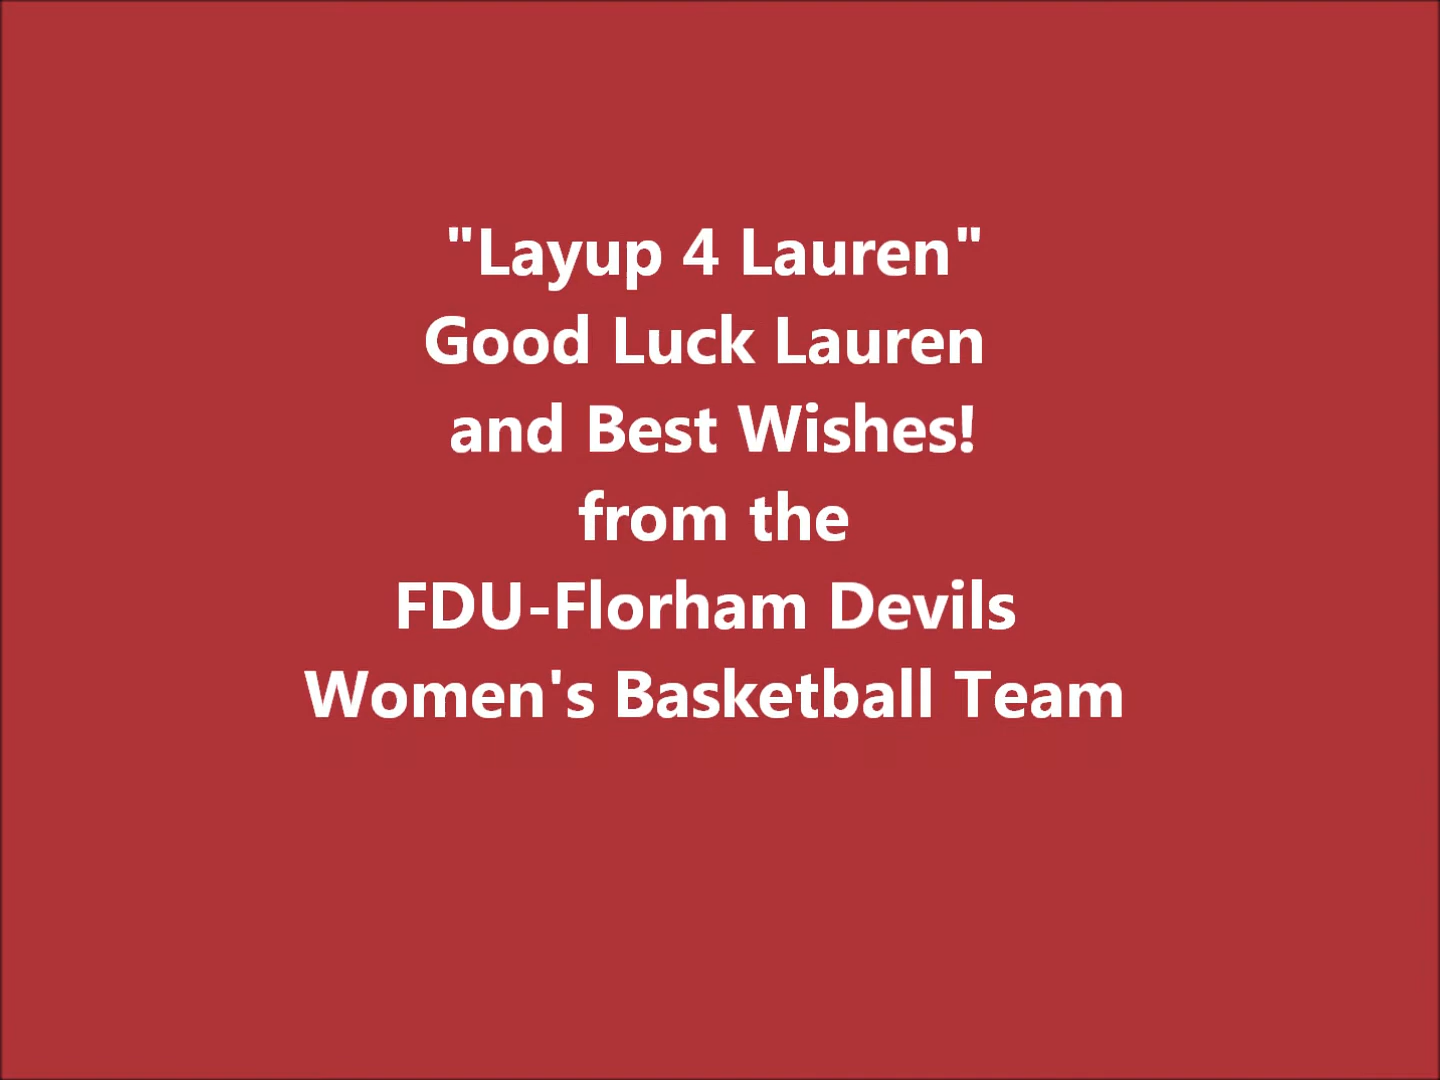 "Layup 4 Lauren"
Good Luck Lauren
and Best Wishes!
from the
FDU-Florham Devils
Women's Basketball Team